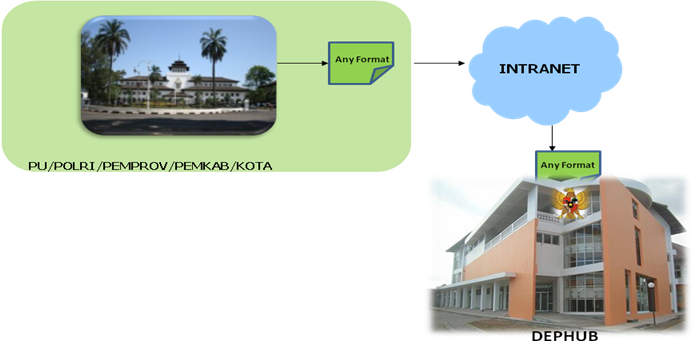 Any Format
INTRANET
PU/POLRI/PEMPROV/PEMKAB/KOTA
Any Format
DEPHUB